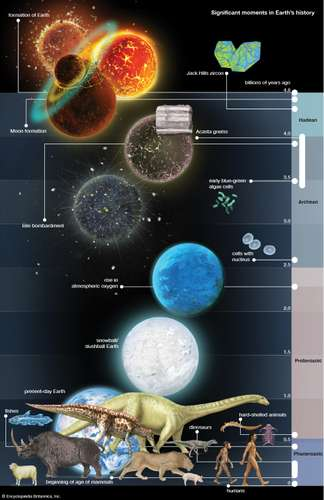 Significant moments in Earth's history
formation of Earth
Jack Hills zircon
billions of years ago
4.5
Hadean
Moon formation
Acasta gneiss
4.0
late bombardment
early blue-green
algae cells
3.5
Archean
3.0
cells with
nucleus
2.5
rise in
atmospheric oxygen
2.0
snowball/
slushball Earth
1.5
Proterozoic
1.0
present-day Earth
fishes
hard-shelled animals
dinosaurs
0.5
Phanerozoic
beginning of age of mammals
humans
0
© Encyclopædia Britannica, Inc.